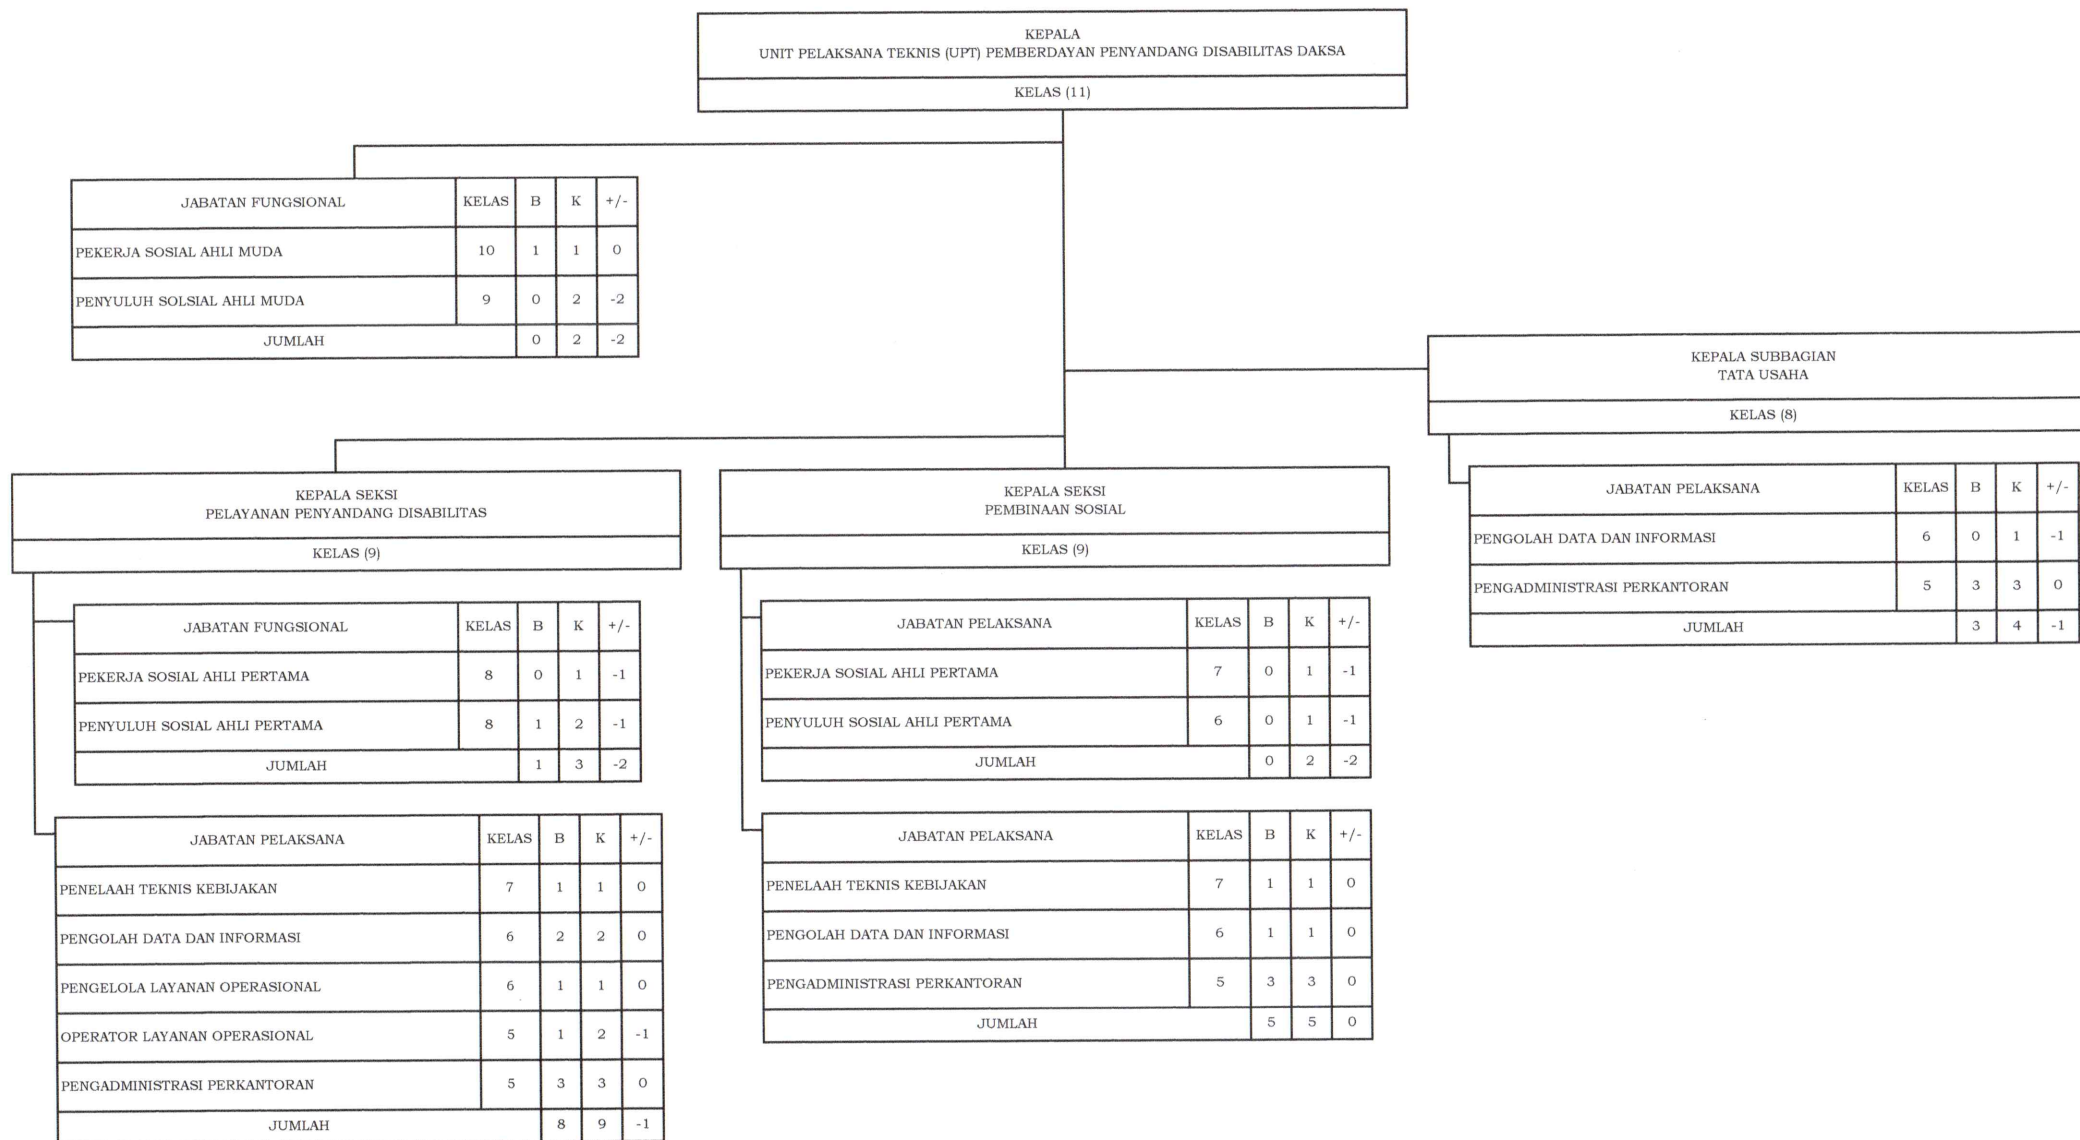 KEPALA
UNIT PELAKSANA TEKNIS (UPT) PEMBERDAYAN PENYANDANG DISABILITAS DAKSA
KELAS (11)
JABATAN FUNGSIONAL KELAS B K +/-
PEKERJA SOSIAL AHLI MUDA 10 1 1 0
PENYULUH SOLSIAL AHLI MUDA 9 0 2 -2
JUMLAH 0 2 -2
KEPALA SUBBAGIAN
TATA USAHA
KELAS (8)
JABATAN PELAKSANA KELAS B K +/-
PENGOLAH DATA DAN INFORMASI 6 0 1 -1
PENGADMINISTRASI PERKANTORAN 5 3 3 0
JUMLAH 3 4 -1
KEPALA SEKSI
PELAYANAN PENYANDANG DISABILITAS
KELAS (9)
JABATAN FUNGSIONAL KELAS B K +/-
PEKERJA SOSIAL AHLI PERTAMA 8 0 1 -1
PENYULUH SOSIAL AHLI PERTAMA 8 1 2 -1
JUMLAH 1 3 -2
JABATAN PELAKSANA KELAS B K +/-
PENELAAH TEKNIS KEBIJAKAN 7 1 1 0
PENGOLAH DATA DAN INFORMASI 6 2 2 0
PENGELOLA LAYANAN OPERASIONAL 6 1 1 0
OPERATOR LAYANAN OPERASIONAL 5 1 2 -1
PENGADMINISTRASI PERKANTORAN 5 3 3 0
JUMLAH 8 9 -1
KEPALA SEKSI
PEMBINAAN SOSIAL
KELAS (9)
JABATAN PELAKSANA KELAS B K +/-
PEKERJA SOSIAL AHLI PERTAMA 7 0 1 -1
PENYULUH SOSIAL AHLI PERTAMA 6 0 1 -1
JUMLAH 0 2 -2
JABATAN PELAKSANA KELAS B K +/-
PENELAAH TEKNIS KEBIJAKAN 7 1 1 0
PENGOLAH DATA DAN INFORMASI 6 1 1 0
PENGADMINISTRASI PERKANTORAN 5 3 3 0
JUMLAH 5 5 0